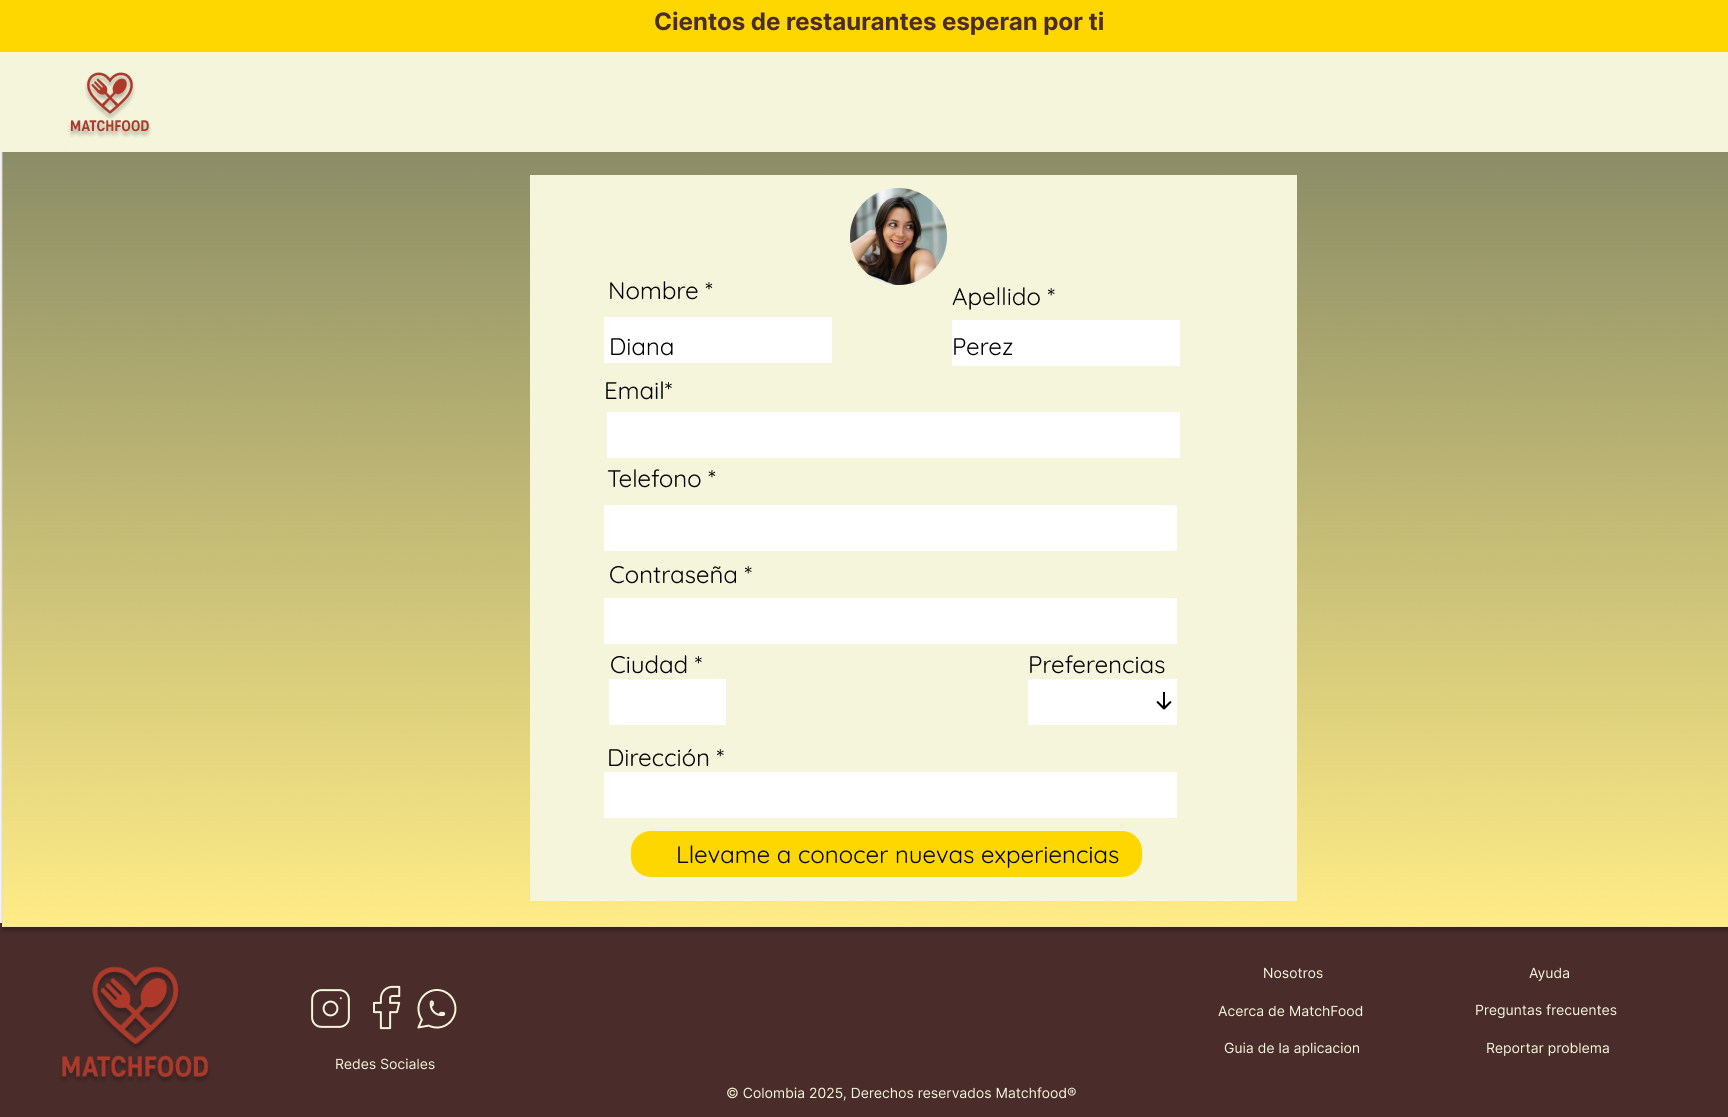 Cientos de restaurantes esperan por ti
MATCHFOOD
Nombre *
Apellido *
Diana
Perez
Email*
Telefono *
Contraseña *
Ciudad *
Preferencias
Dirección *
Llevame a conocer nuevas experiencias
MATCHFOOD
Redes Sociales
Nosotros
Acerca de MatchFood
Guia de la aplicacion
Ayuda
Preguntas frecuentes
Reportar problema
© Colombia 2025, Derechos reservados Matchfood®